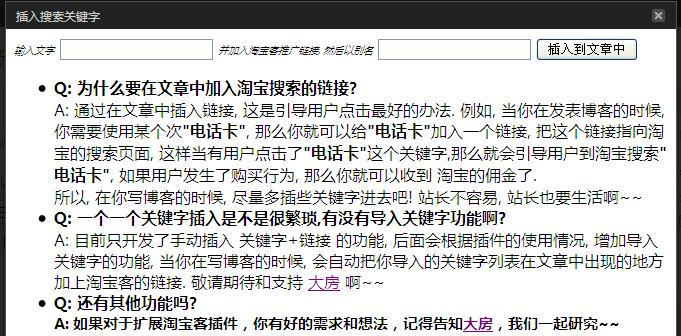 插入搜索关键字
输入文字 并加入淘宝客推广链接, 然后以别名 插入到文章中
Q: 为什么要在文章中加入淘宝搜索的链接?
A: 通过在文章中插入链接, 这是引导用户点击最好的办法. 例如, 当你在发表博客的时候,
你需要使用某个次"电话卡", 那么你就可以给"电话卡"加入一个链接, 把这个链接指向淘
宝的搜索页面, 这样当有用户点击了"电话卡"这个关键字,那么就会引导用户到淘宝搜索"
电话卡", 如果用户发生了购买行为, 那么你就可以收到 淘宝的佣金了.
所以, 在你写博客的时候, 尽量多插些关键字进去吧! 站长不容易, 站长也要生活啊~~
Q: 一个一个关键字插入是不是很繁琐,有没有导入关键字功能啊?
A: 目前只开发了手动插入 关键字+链接 的功能, 后面会根据插件的使用情况, 增加导入
关键字的功能, 当你在写博客的时候, 会自动把你导入的关键字列表在文章中出现的地方
加上淘宝客的链接. 敬请期待和支持 大房 啊~~
Q: 还有其他功能吗?
A: 如果对于扩展淘宝客插件，你有好的需求和想法，记得告知大房，我们一起研究~~